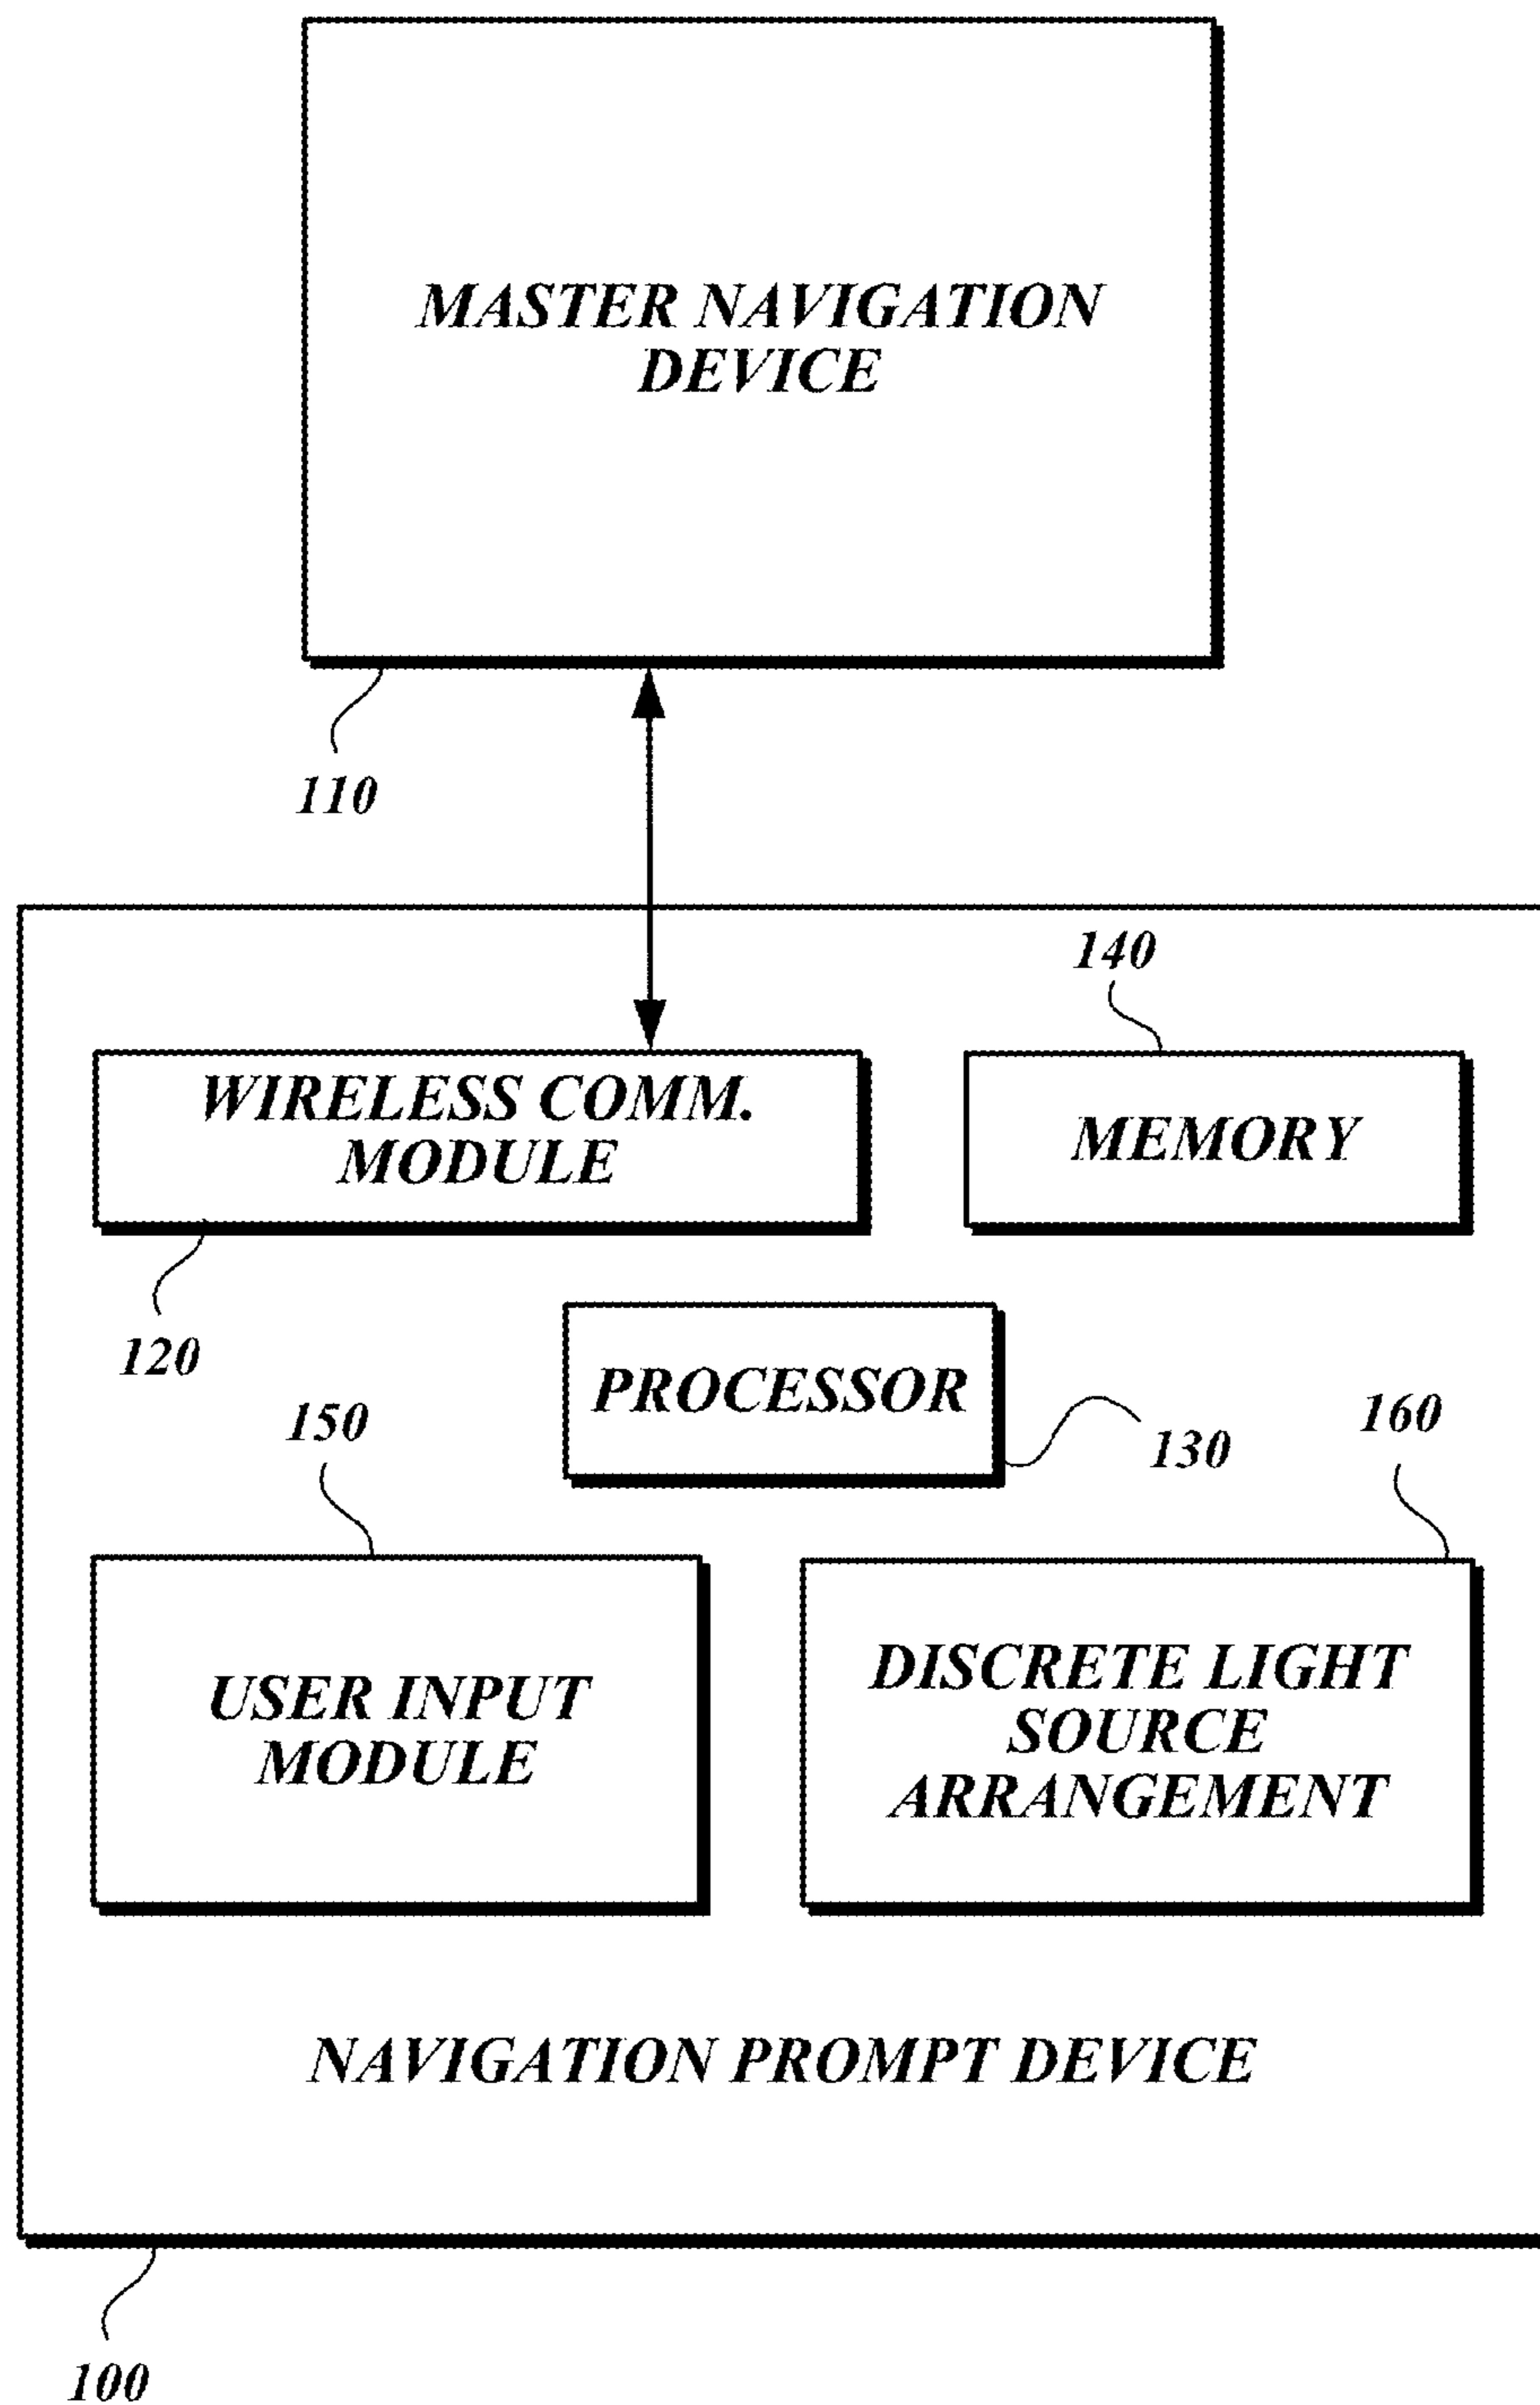 MASTER NAVIGATION
DEVICE
110
140
WIRELESS COMM.
MODULE
MEMORY
120
PROCESSOR
130
150
160
USER INPUT
MODULE
DISCRETE LIGHT
SOURCE
ARRANGEMENT
NAVIGATION PROMPT DEVICE
100